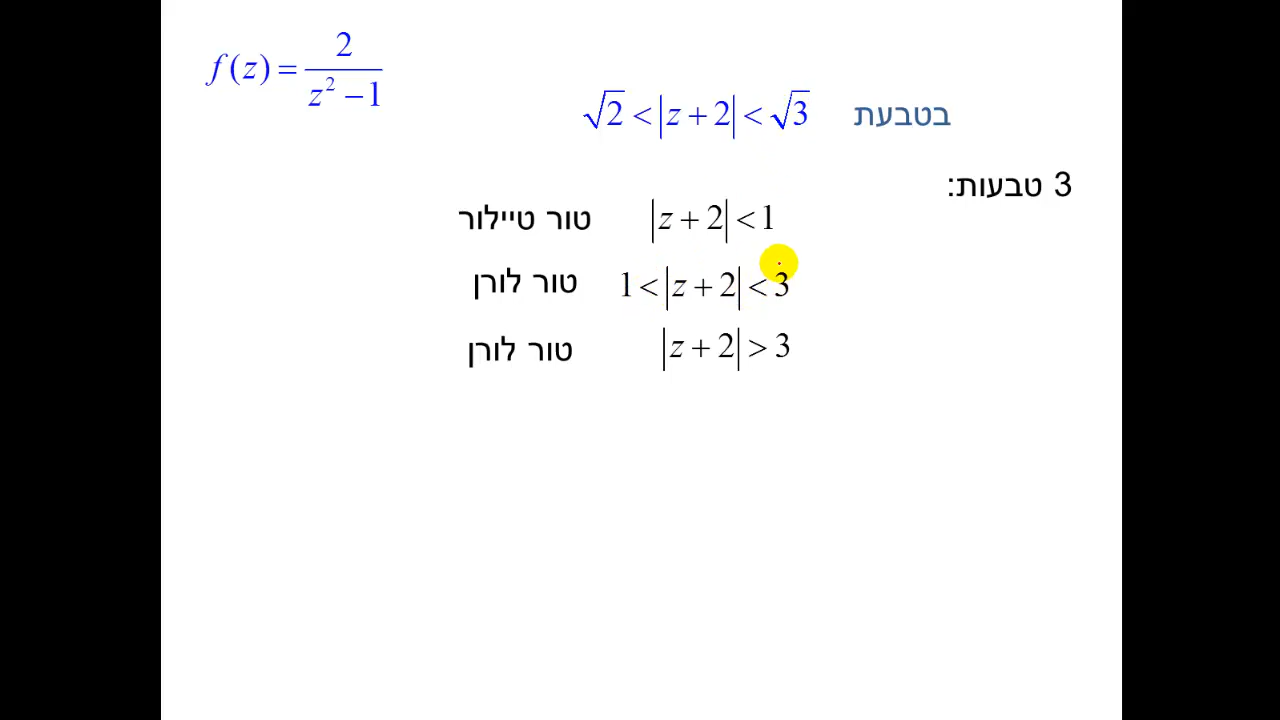 f(z) = 2 / (z² − 1)
בטבעת √2 < |z + 2| < √3
3 טבעות:
|z + 2| < 1 טור טיילור
1 < |z + 2| < 3 טור לורן
|z + 2| > 3 טור לורן